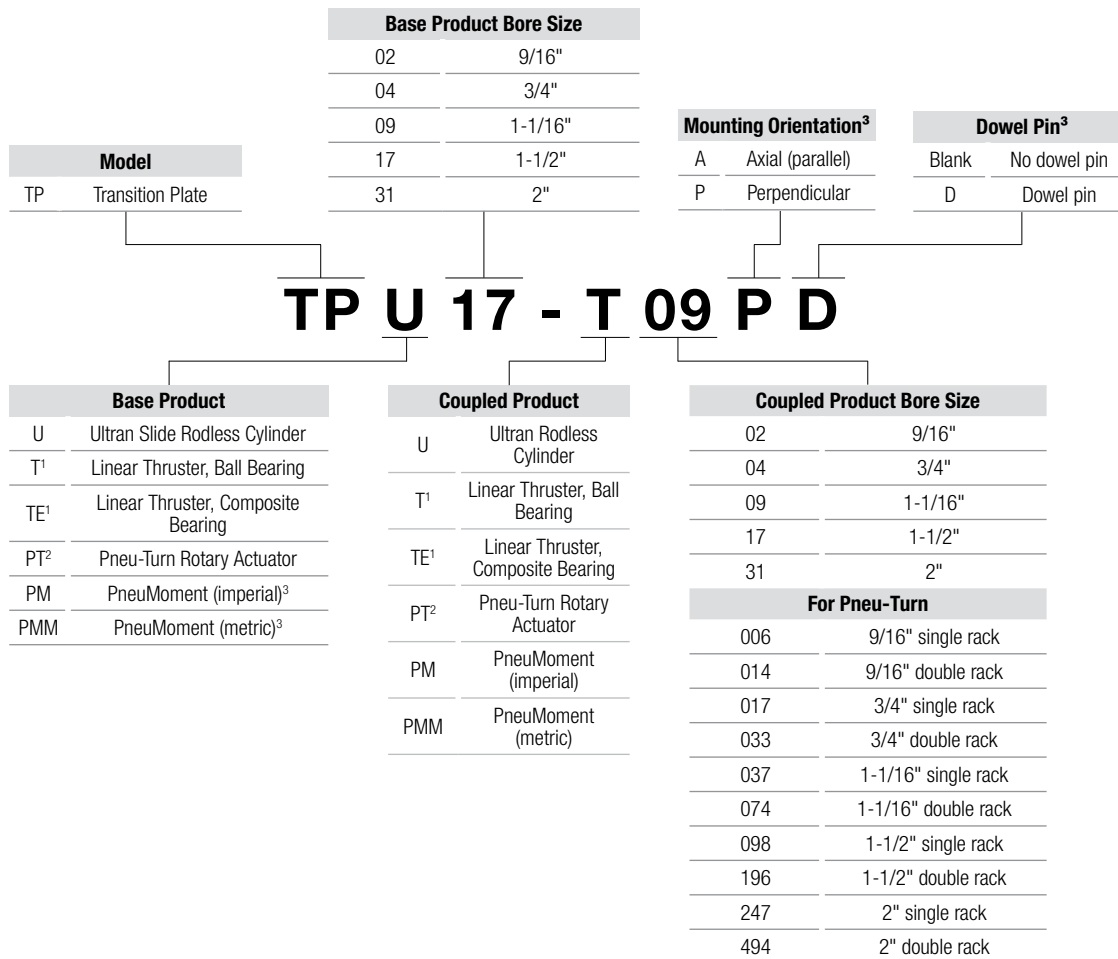 Base Product Bore Size
02 9/16"
04 3/4"
09 1-1/16"
17 1-1/2"
31 2"
Model
TP Transition Plate
Mounting Orientation³
A Axial (parallel)
P Perpendicular
Dowel Pin³
Blank No dowel pin
D Dowel pin
TP U 17 - T 09 P D
Base Product
U Ultran Slide Rodless Cylinder
T¹ Linear Thruster, Ball Bearing
TE¹ Linear Thruster, Composite
Bearing
PT² Pneu-Turn Rotary Actuator
PM PneuMoment (imperial)³
PMM PneuMoment (metric)³
Coupled Product
U Ultran Rodless
Cylinder
T¹ Linear Thruster, Ball
Bearing
TE¹ Linear Thruster,
Composite Bearing
PT² Pneu-Turn Rotary
Actuator
PM PneuMoment
(imperial)
PMM PneuMoment
(metric)
Coupled Product Bore Size
02 9/16"
04 3/4"
09 1-1/16"
17 1-1/2"
31 2"
For Pneu-Turn
006 9/16" single rack
014 9/16" double rack
017 3/4" single rack
033 3/4" double rack
037 1-1/16" single rack
074 1-1/16" double rack
098 1-1/2" single rack
196 1-1/2" double rack
247 2" single rack
494 2" double rack